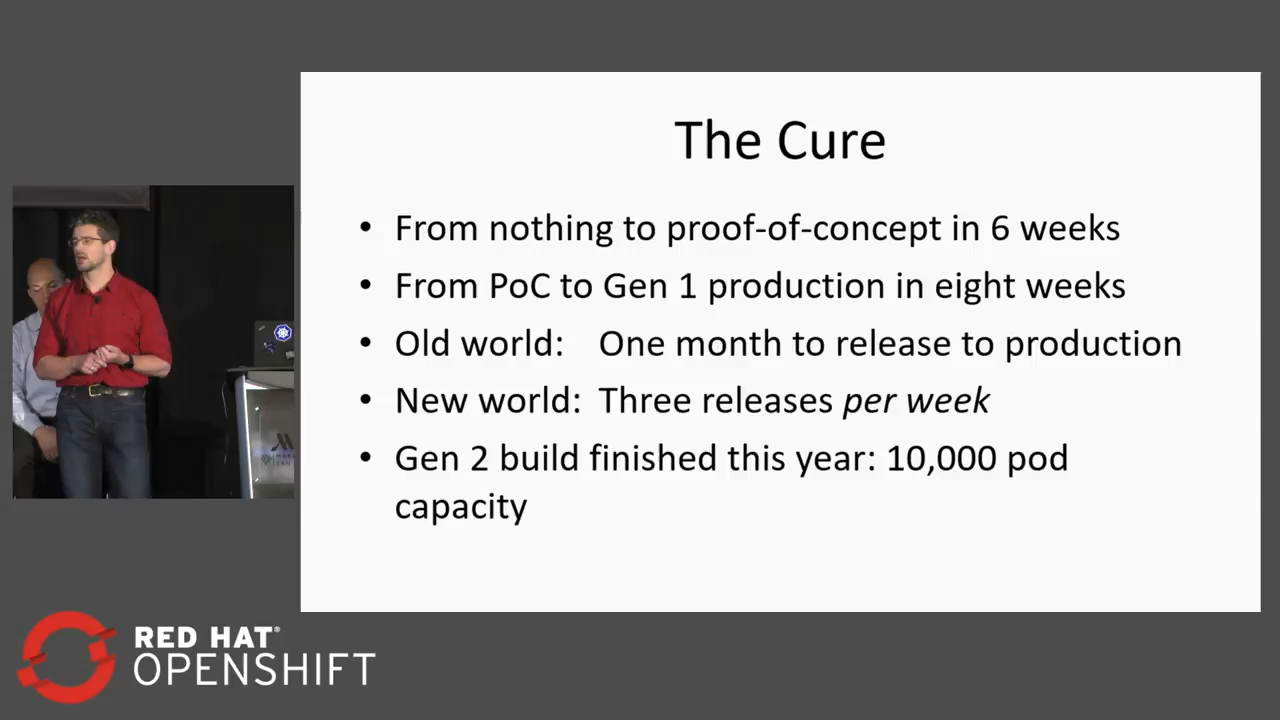 The Cure
• From nothing to proof-of-concept in 6 weeks
• From PoC to Gen 1 production in eight weeks
• Old world: One month to release to production
• New world: Three releases per week
• Gen 2 build finished this year: 10,000 pod
capacity
RED HAT®
OPENSHIFT